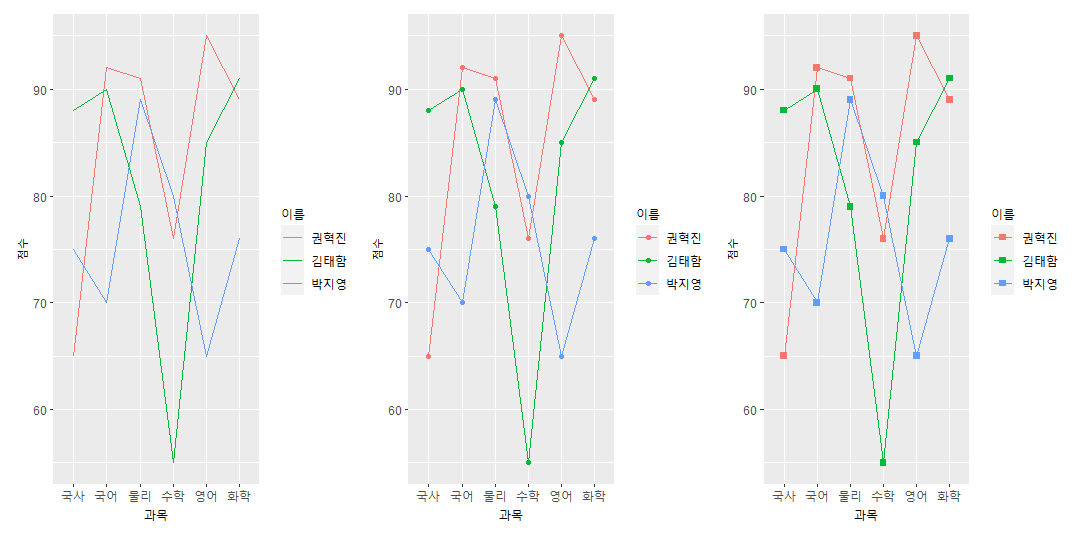 점수
90
80
70
60
국사 국어 물리 수학 영어 화학
과목
이름
권혁진
김태함
박지영
점수
90
80
70
60
국사 국어 물리 수학 영어 화학
과목
이름
권혁진
김태함
박지영
점수
90
80
70
60
국사 국어 물리 수학 영어 화학
과목
이름
권혁진
김태함
박지영